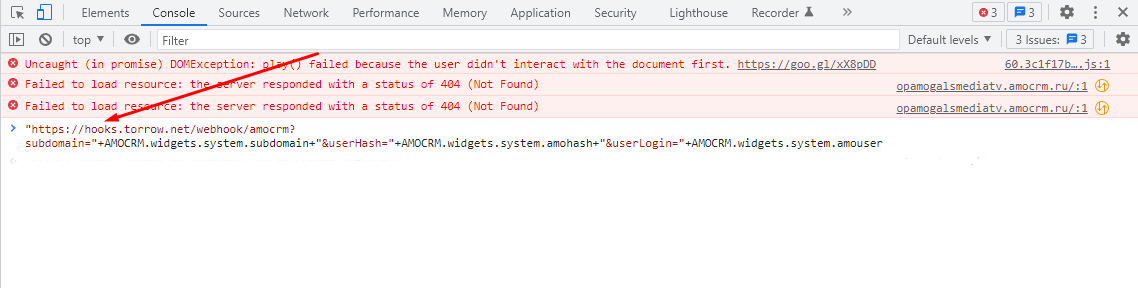 Elements Console Sources Network Performance Memory Application Security Lighthouse Recorder 3 3
top Filter Default levels 3 Issues: 3
Uncaught (in promise) DOMException: play() failed because the user didn't interact with the document first. https://goo.gl/xX8pDD 60.3c1f17b….js:1
Failed to load resource: the server responded with a status of 404 (Not Found) opamogalsmediatv.amocrm.ru/:1
Failed to load resource: the server responded with a status of 404 (Not Found) opamogalsmediatv.amocrm.ru/:1
"https://hooks.torrow.net/webhook/amocrm?
subdomain="+AMOCRM.widgets.system.subdomain+"&userHash="+AMOCRM.widgets.system.amohash+"&userLogin="+AMOCRM.widgets.system.amouser